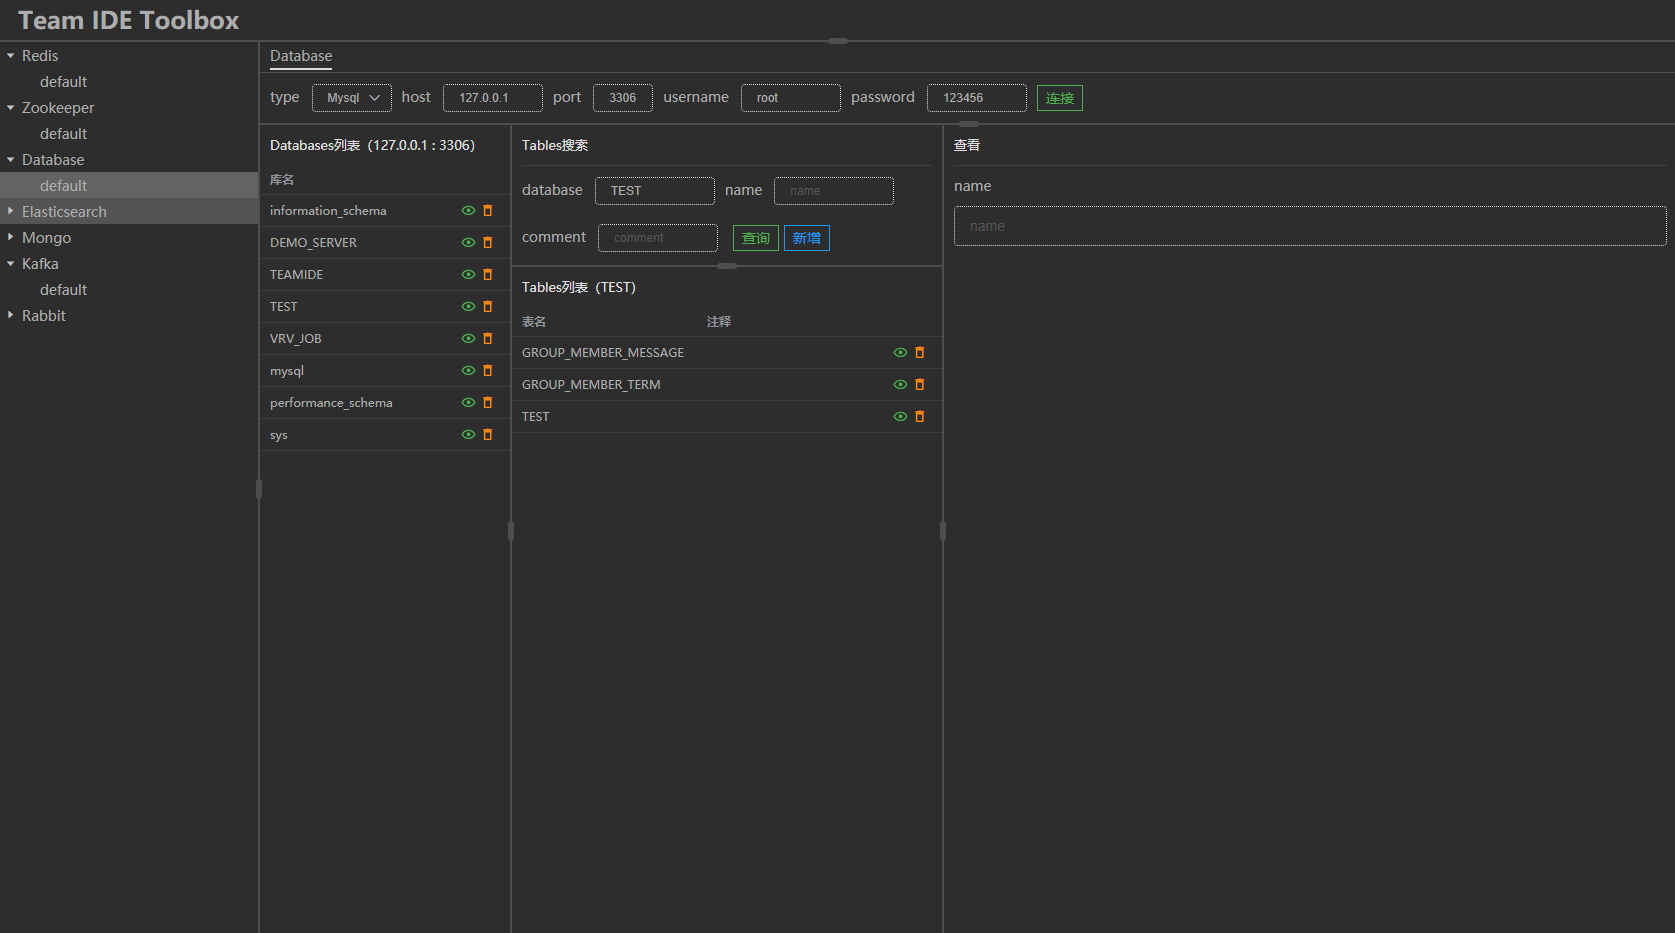 Team IDE Toolbox
Redis
default
Zookeeper
default
Database
default
Elasticsearch
Mongo
Kafka
default
Rabbit
Database
type Mysql host 127.0.0.1 port 3306 username root password 123456 连接
Databases列表（127.0.0.1 : 3306）
库名
information_schema
DEMO_SERVER
TEAMIDE
TEST
VRV_JOB
mysql
performance_schema
sys
Tables搜索
database TEST name name
comment comment 查询 新增
Tables列表（TEST）
表名 注释
GROUP_MEMBER_MESSAGE
GROUP_MEMBER_TERM
TEST
查看
name
name